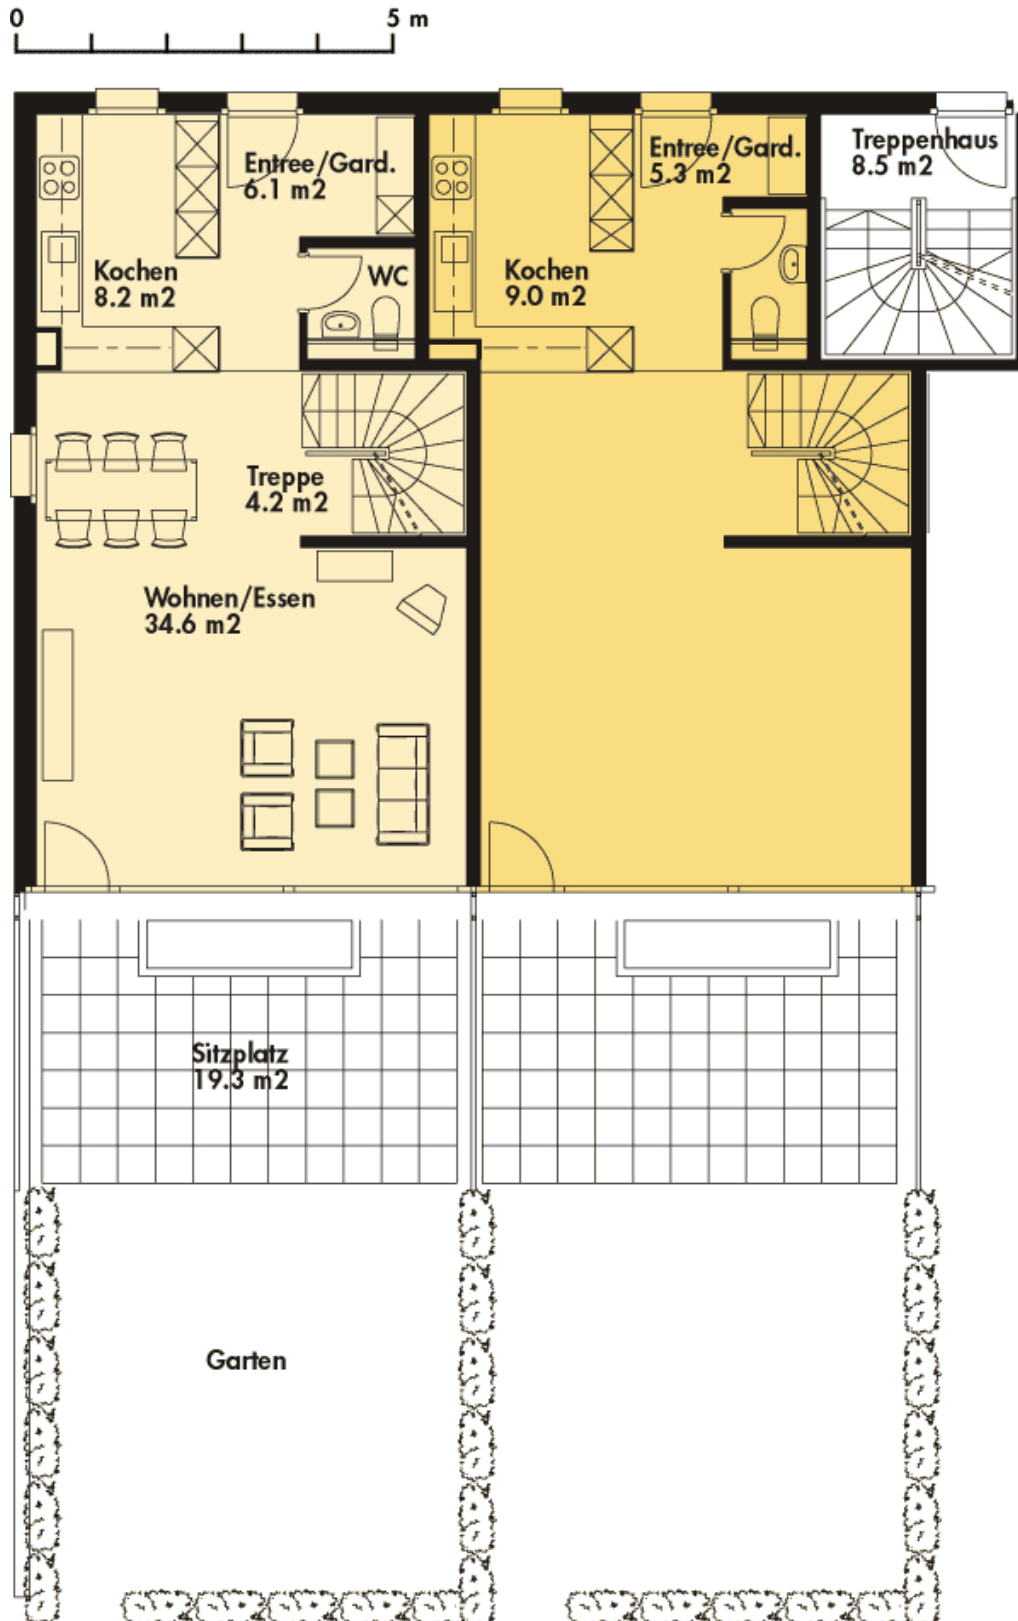 0 5 m
Entree/Gard.
6.1 m2
Entree/Gard.
5.3 m2
Treppenhaus
8.5 m2
Kochen
8.2 m2
WC
Kochen
9.0 m2
Treppe
4.2 m2
Wohnen/Essen
34.6 m2
Sitzplatz
19.3 m2
Garten